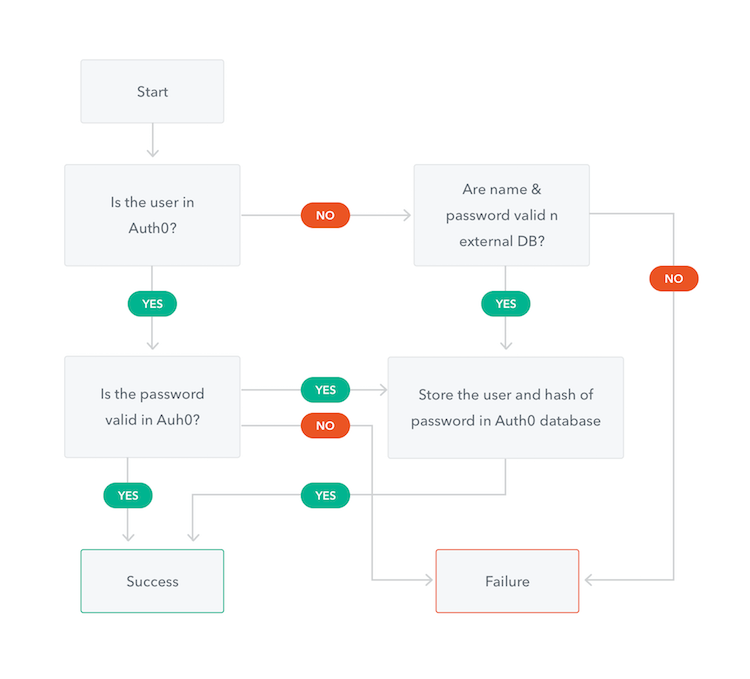 Start
Is the user in
Auth0?
NO
Are name &
password valid n
external DB?
NO
YES
YES
Is the password
valid in Auh0?
YES
NO
Store the user and hash of
password in Auth0 database
YES
YES
Success
Failure